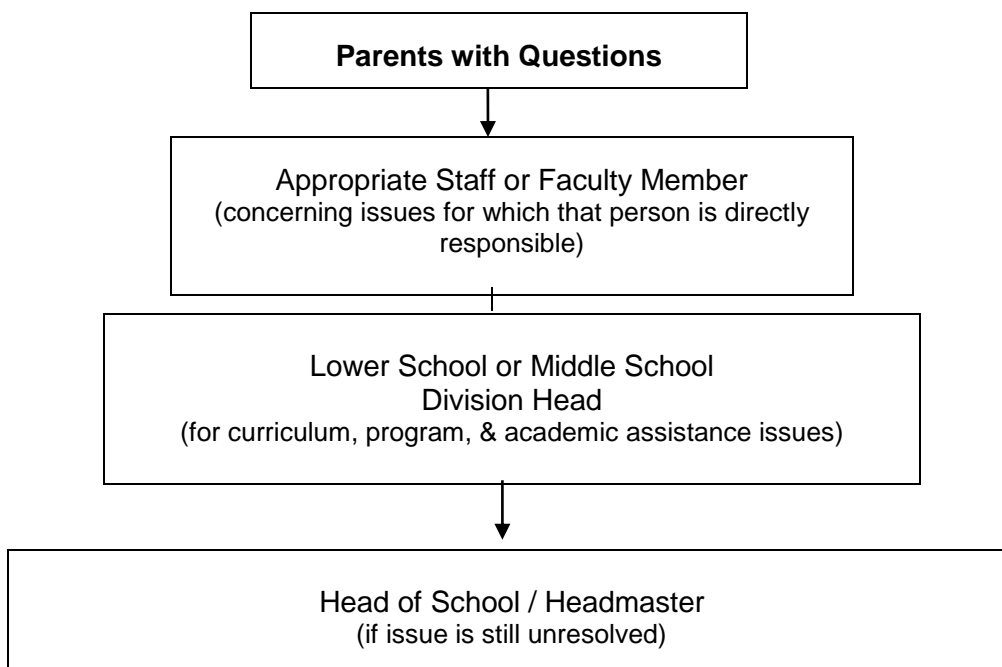 Parents with Questions
Appropriate Staff or Faculty Member
(concerning issues for which that person is directly
responsible)
Lower School or Middle School
Division Head
(for curriculum, program, & academic assistance issues)
Head of School / Headmaster
(if issue is still unresolved)